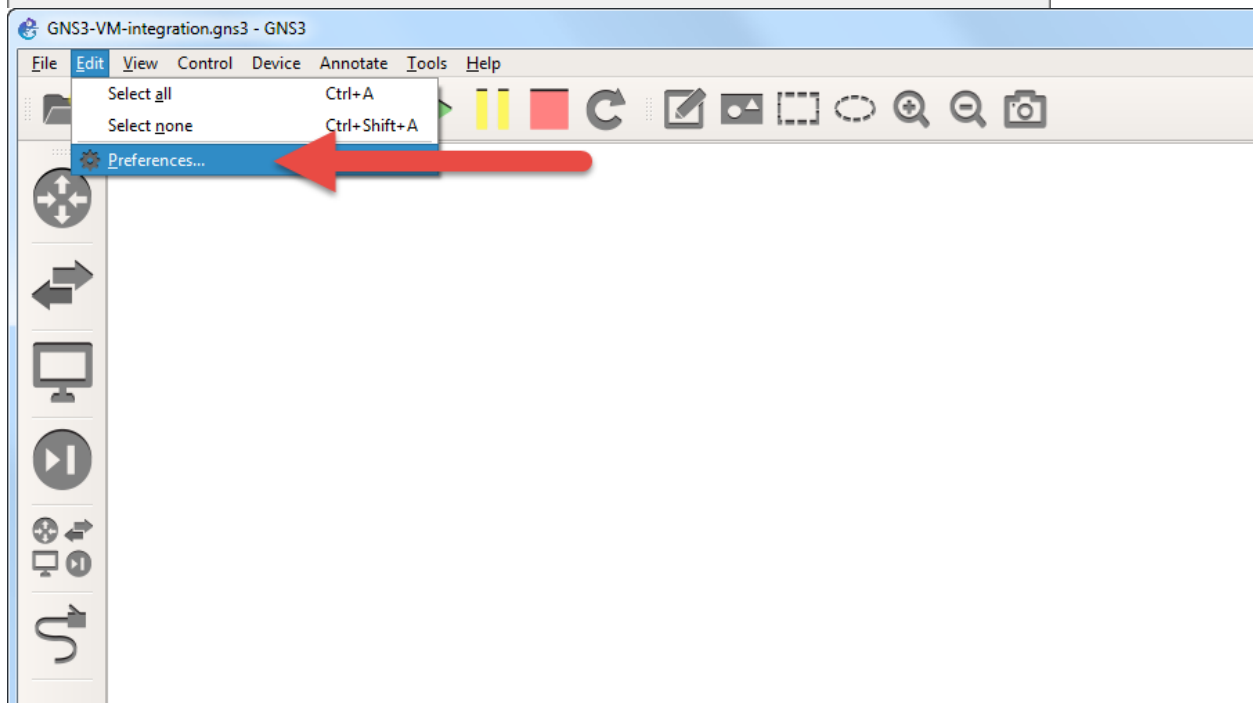 GNS3-VM-integration.gns3 - GNS3
File Edit View Control Device Annotate Tools Help
Select all Ctrl+A
Select none Ctrl+Shift+A
Preferences...